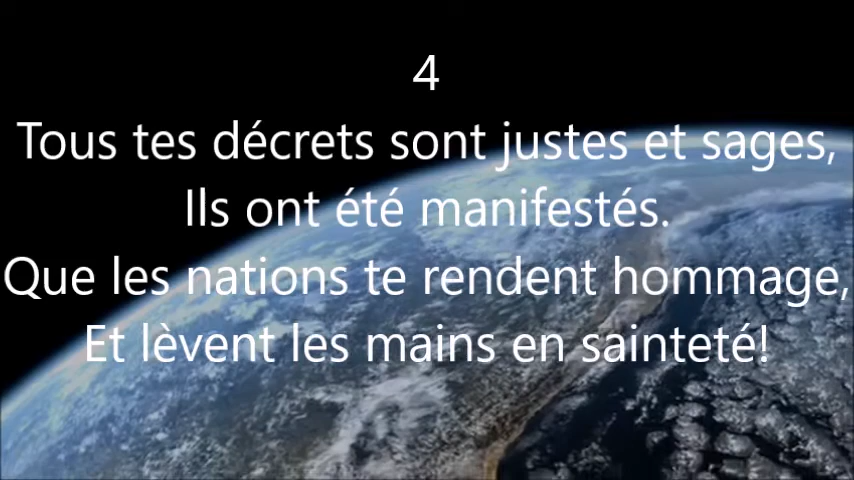 4
Tous tes décrets sont justes et sages,
Ils ont été manifestés.
Que les nations te rendent hommage,
Et lèvent les mains en sainteté!